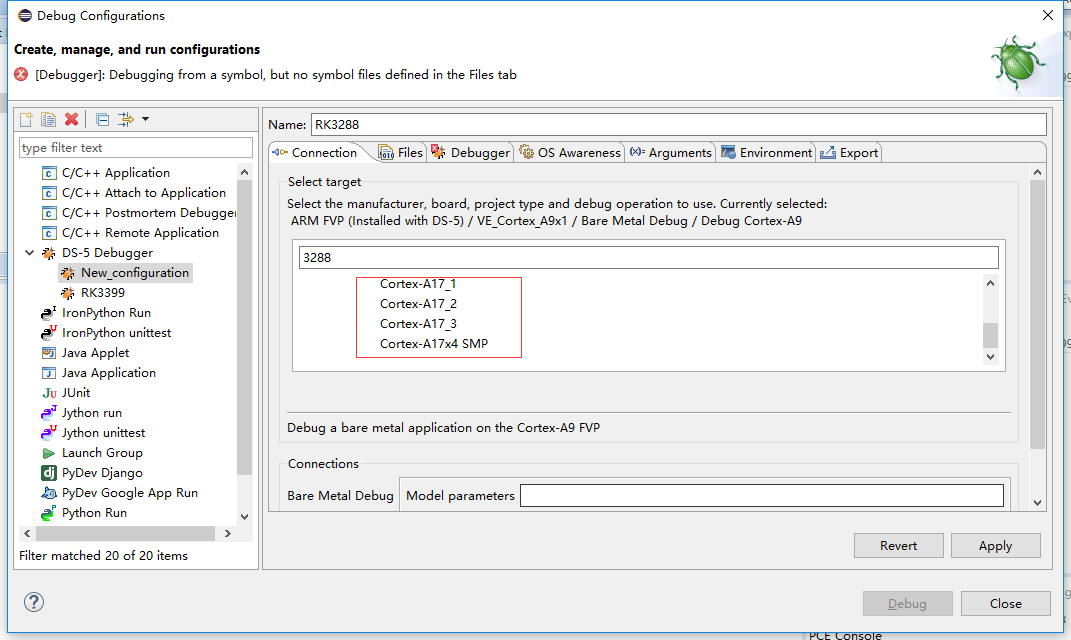 Debug Configurations
Create, manage, and run configurations
[Debugger]: Debugging from a symbol, but no symbol files defined in the Files tab
type filter text
C/C++ Application
C/C++ Attach to Application
C/C++ Postmortem Debugger
C/C++ Remote Application
DS-5 Debugger
New_configuration
RK3399
IronPython Run
IronPython unittest
Java Applet
Java Application
JUnit
Jython run
Jython unittest
Launch Group
PyDev Django
PyDev Google App Run
Python Run
Filter matched 20 of 20 items
Name: RK3288
Connection Files Debugger OS Awareness Arguments Environment Export
Select target
Select the manufacturer, board, project type and debug operation to use. Currently selected:
ARM FVP (Installed with DS-5) / VE_Cortex_A9x1 / Bare Metal Debug / Debug Cortex-A9
3288
Cortex-A17_1
Cortex-A17_2
Cortex-A17_3
Cortex-A17x4 SMP
Debug a bare metal application on the Cortex-A9 FVP
Connections
Bare Metal Debug Model parameters
Revert Apply
Debug Close
PCE Console